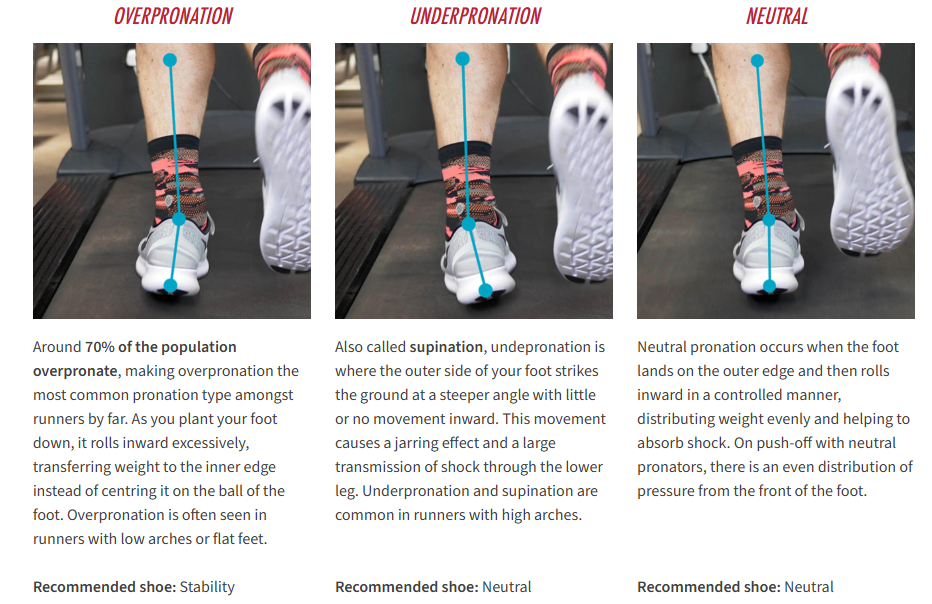 OVERPRONATION
Around 70% of the population
overpronate, making overpronation the
most common pronation type amongst
runners by far. As you plant your foot
down, it rolls inward excessively,
transferring weight to the inner edge
instead of centring it on the ball of the
foot. Overpronation is often seen in
runners with low arches or flat feet.
Recommended shoe: Stability
UNDERPRONATION
Also called supination, undepronation is
where the outer side of your foot strikes
the ground at a steeper angle with little
or no movement inward. This movement
causes a jarring effect and a large
transmission of shock through the lower
leg. Underpronation and supination are
common in runners with high arches.
Recommended shoe: Neutral
NEUTRAL
Neutral pronation occurs when the foot
lands on the outer edge and then rolls
inward in a controlled manner,
distributing weight evenly and helping to
absorb shock. On push-off with neutral
pronators, there is an even distribution of
pressure from the front of the foot.
Recommended shoe: Neutral